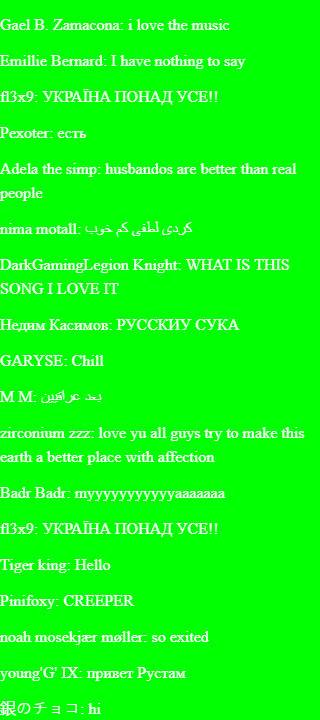 Gael B. Zamacona: i love the music
Emillie Bernard: I have nothing to say
fl3x9: УКРАЇНА ПОНАД УСЕ!!
Pexoter: есть
Adela the simp: husbandos are better than real
people
nima motall: کردی لطفی کم خوب
DarkGamingLegion Knight: WHAT IS THIS
SONG I LOVE IT
Недим Касимов: РУССКИУ СУКА
GARYSE: Chill
M M: بعد عراقيين
zirconium zzz: love yu all guys try to make this
earth a better place with affection
Badr Badr: myyyyyyyyyyyaaaaaaa
fl3x9: УКРАЇНА ПОНАД УСЕ!!
Tiger king: Hello
Pinifoxy: CREEPER
noah mosekjær møller: so exited
young'G' IX: привет Рустам
銀のチョコ: hi